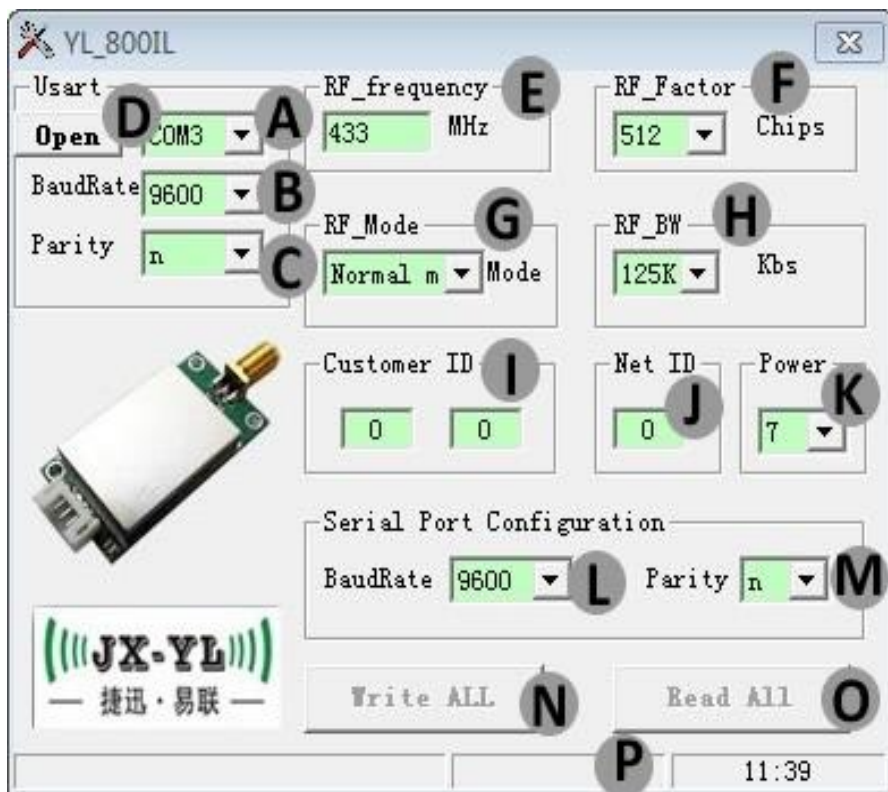 YL_800IL
Usart
Open D COM3 A
BaudRate 9600 B
Parity n C
RF_frequency E
433 MHz
RF_Factor F
512 Chips
RF_Mode G
Normal m Mode
RF_BW H
125K Kbs
Customer ID I
0 0
Net ID J
0
Power K
7
Serial Port Configuration
BaudRate 9600 L Parity n M
JX-YL
捷迅·易联
Write ALL N Read All O
P 11:39